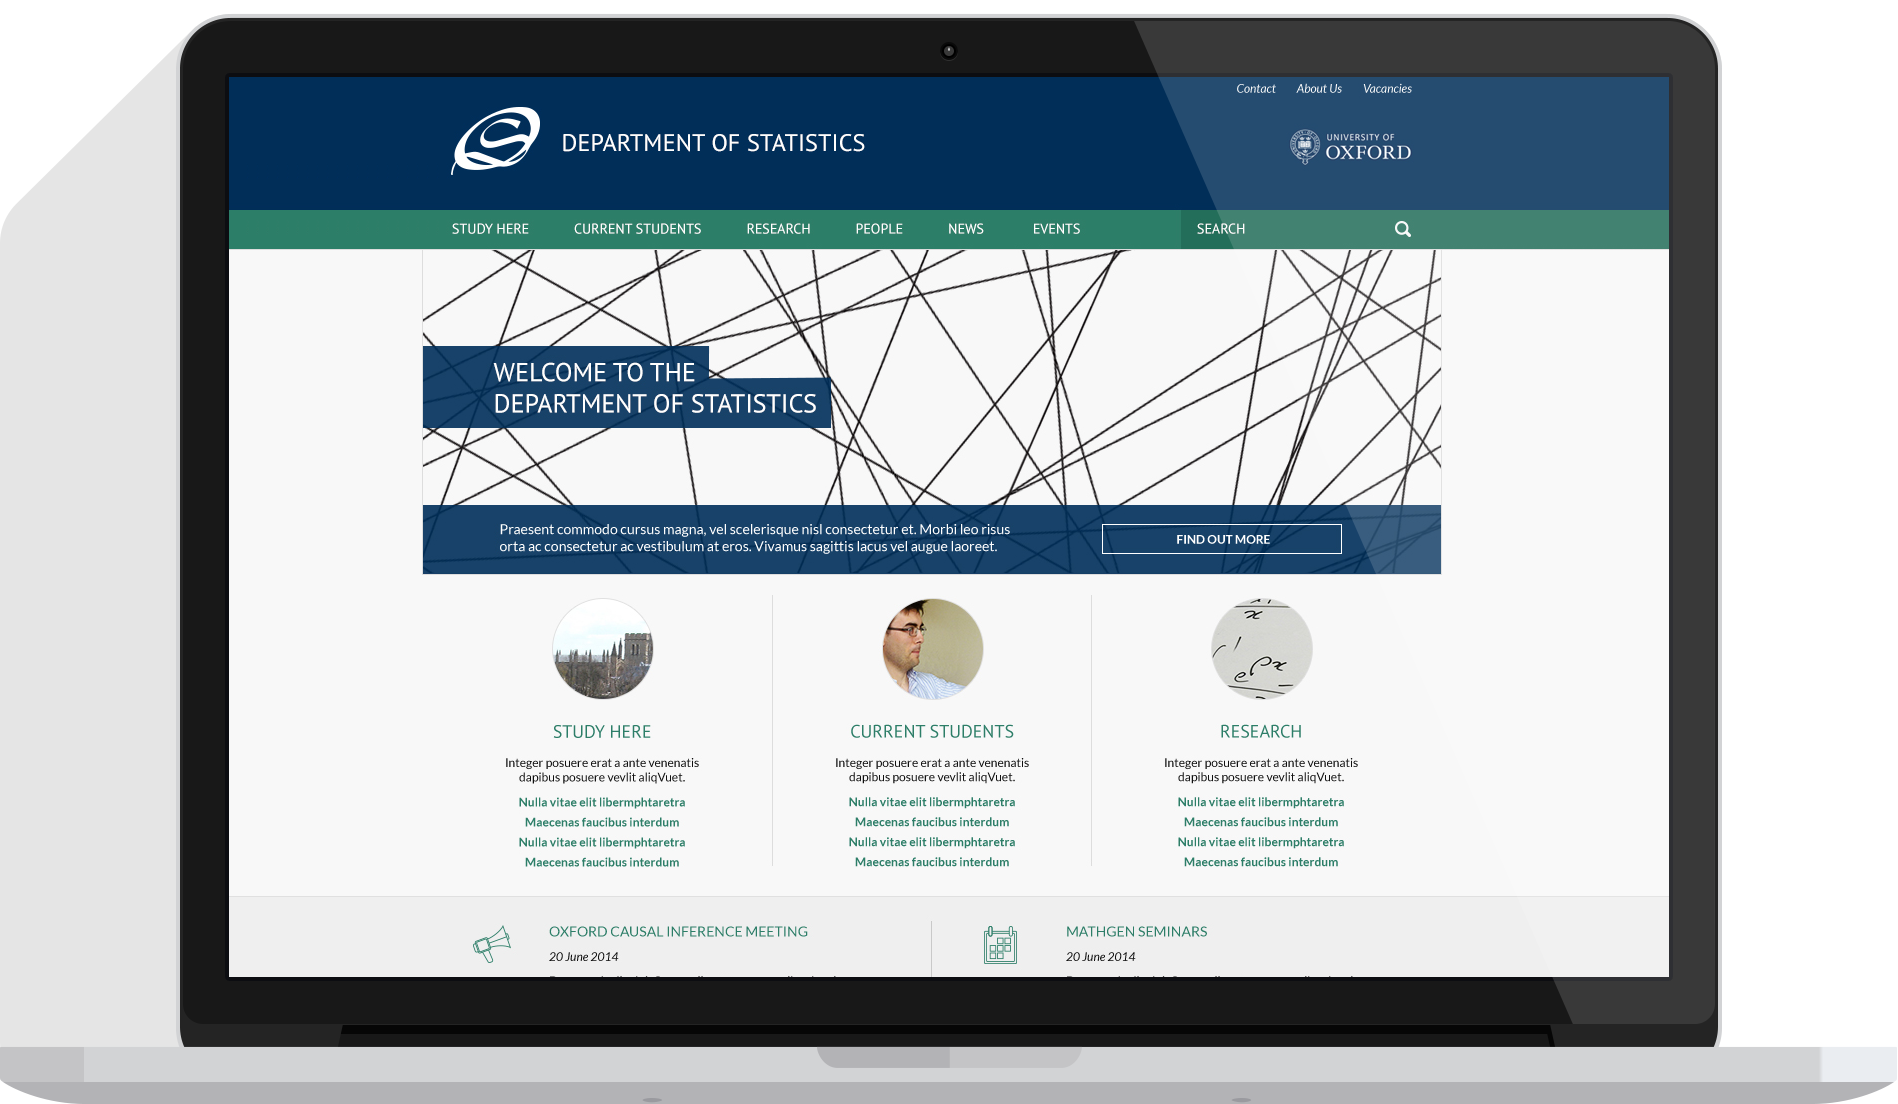 Contact About Us Vacancies
DEPARTMENT OF STATISTICS
UNIVERSITY OF
OXFORD
STUDY HERE CURRENT STUDENTS RESEARCH PEOPLE NEWS EVENTS SEARCH
WELCOME TO THE
DEPARTMENT OF STATISTICS
Praesent commodo cursus magna, vel scelerisque nisl consectetur et. Morbi leo risus
orta ac consectetur ac vestibulum at eros. Vivamus sagittis lacus vel augue laoreet.
FIND OUT MORE
STUDY HERE
Integer posuere erat a ante venenatis
dapibus posuere vevlit aliqVuet.
Nulla vitae elit libermphtaretra
Maecenas faucibus interdum
Nulla vitae elit libermphtaretra
Maecenas faucibus interdum
CURRENT STUDENTS
Integer posuere erat a ante venenatis
dapibus posuere vevlit aliqVuet.
Nulla vitae elit libermphtaretra
Maecenas faucibus interdum
Nulla vitae elit libermphtaretra
Maecenas faucibus interdum
RESEARCH
Integer posuere erat a ante venenatis
dapibus posuere vevlit aliqVuet.
Nulla vitae elit libermphtaretra
Maecenas faucibus interdum
Nulla vitae elit libermphtaretra
Maecenas faucibus interdum
OXFORD CAUSAL INFERENCE MEETING
20 June 2014
MATHGEN SEMINARS
20 June 2014